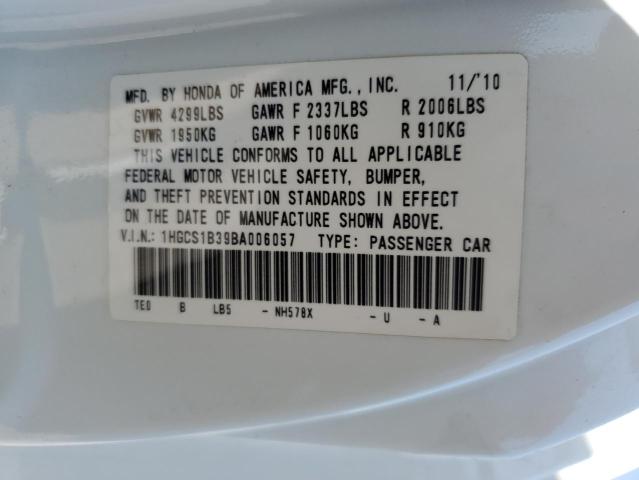 MFD. BY HONDA OF AMERICA MFG., INC. 11/'10
GVWR 4299LBS GAWR F 2337LBS R 2006LBS
GVWR 1950KG GAWR F 1060KG R 910KG
THIS VEHICLE CONFORMS TO ALL APPLICABLE
FEDERAL MOTOR VEHICLE SAFETY, BUMPER,
AND THEFT PREVENTION STANDARDS IN EFFECT
ON THE DATE OF MANUFACTURE SHOWN ABOVE.
V.I.N.: 1HGCS1B39BA006057 TYPE: PASSENGER CAR
TE0 B LB5 - NH578X - U - A